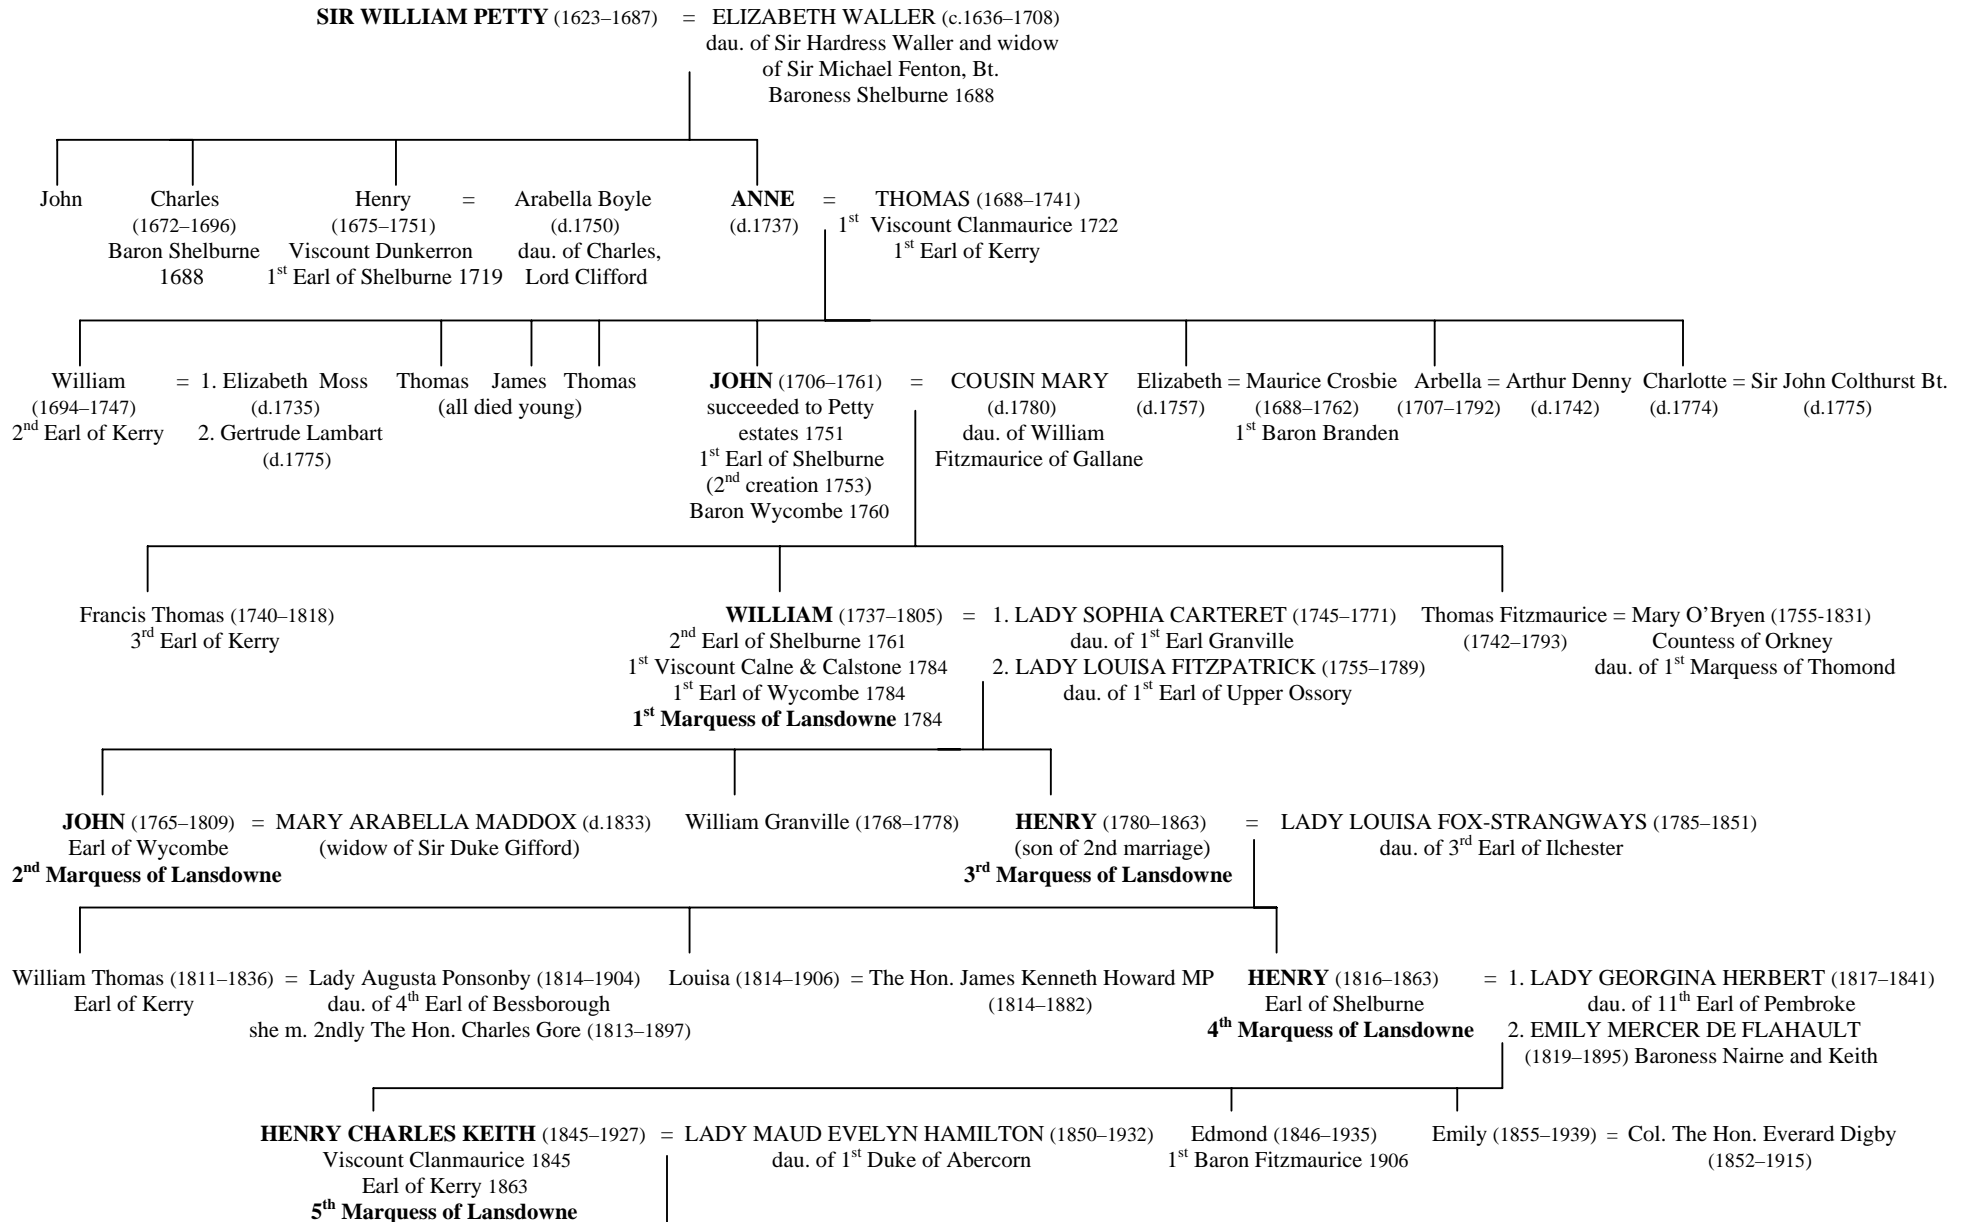 SIR WILLIAM PETTY (1623–1687) = ELIZABETH WALLER (c.1636–1708)
dau. of Sir Hardress Waller and widow
of Sir Michael Fenton, Bt.
Baroness Shelburne 1688
John
Charles
(1672–1696)
Baron Shelburne
1688
Henry
(1675–1751)
Viscount Dunkerron
1st Earl of Shelburne 1719
=
Arabella Boyle
(d.1750)
dau. of Charles,
Lord Clifford
ANNE
(d.1737)
=
THOMAS (1688–1741)
1st Viscount Clanmaurice 1722
1st Earl of Kerry
William
(1694–1747)
2nd Earl of Kerry
= 1. Elizabeth Moss
(d.1735)
2. Gertrude Lambart
(d.1775)
Thomas James Thomas
(all died young)
JOHN (1706–1761)
succeeded to Petty
estates 1751
1st Earl of Shelburne
(2nd creation 1753)
Baron Wycombe 1760
=
COUSIN MARY
(d.1780)
dau. of William
Fitzmaurice of Gallane
Elizabeth = Maurice Crosbie
(d.1757) (1688–1762)
1st Baron Branden
Arbella = Arthur Denny
(1707–1792) (d.1742)
Charlotte = Sir John Colthurst Bt.
(d.1774) (d.1775)
Francis Thomas (1740–1818)
3rd Earl of Kerry
WILLIAM (1737–1805)
2nd Earl of Shelburne 1761
1st Viscount Calne & Calstone 1784
1st Earl of Wycombe 1784
1st Marquess of Lansdowne 1784
= 1. LADY SOPHIA CARTERET (1745–1771)
dau. of 1st Earl Granville
2. LADY LOUISA FITZPATRICK (1755–1789)
dau. of 1st Earl of Upper Ossory
Thomas Fitzmaurice = Mary O’Bryen (1755-1831)
(1742–1793) Countess of Orkney
dau. of 1st Marquess of Thomond
JOHN (1765–1809) = MARY ARABELLA MADDOX (d.1833)
Earl of Wycombe (widow of Sir Duke Gifford)
2nd Marquess of Lansdowne
William Granville (1768–1778)
HENRY (1780–1863) = LADY LOUISA FOX-STRANGWAYS (1785–1851)
(son of 2nd marriage) dau. of 3rd Earl of Ilchester
3rd Marquess of Lansdowne
William Thomas (1811–1836) = Lady Augusta Ponsonby (1814–1904)
Earl of Kerry dau. of 4th Earl of Bessborough
she m. 2ndly The Hon. Charles Gore (1813–1897)
Louisa (1814–1906) = The Hon. James Kenneth Howard MP
(1814–1882)
HENRY (1816–1863)
Earl of Shelburne
4th Marquess of Lansdowne
= 1. LADY GEORGINA HERBERT (1817–1841)
dau. of 11th Earl of Pembroke
2. EMILY MERCER DE FLAHAULT
(1819–1895) Baroness Nairne and Keith
HENRY CHARLES KEITH (1845–1927) = LADY MAUD EVELYN HAMILTON (1850–1932)
Viscount Clanmaurice 1845 dau. of 1st Duke of Abercorn
Earl of Kerry 1863
5th Marquess of Lansdowne
Edmond (1846–1935)
1st Baron Fitzmaurice 1906
Emily (1855–1939) = Col. The Hon. Everard Digby
(1852–1915)